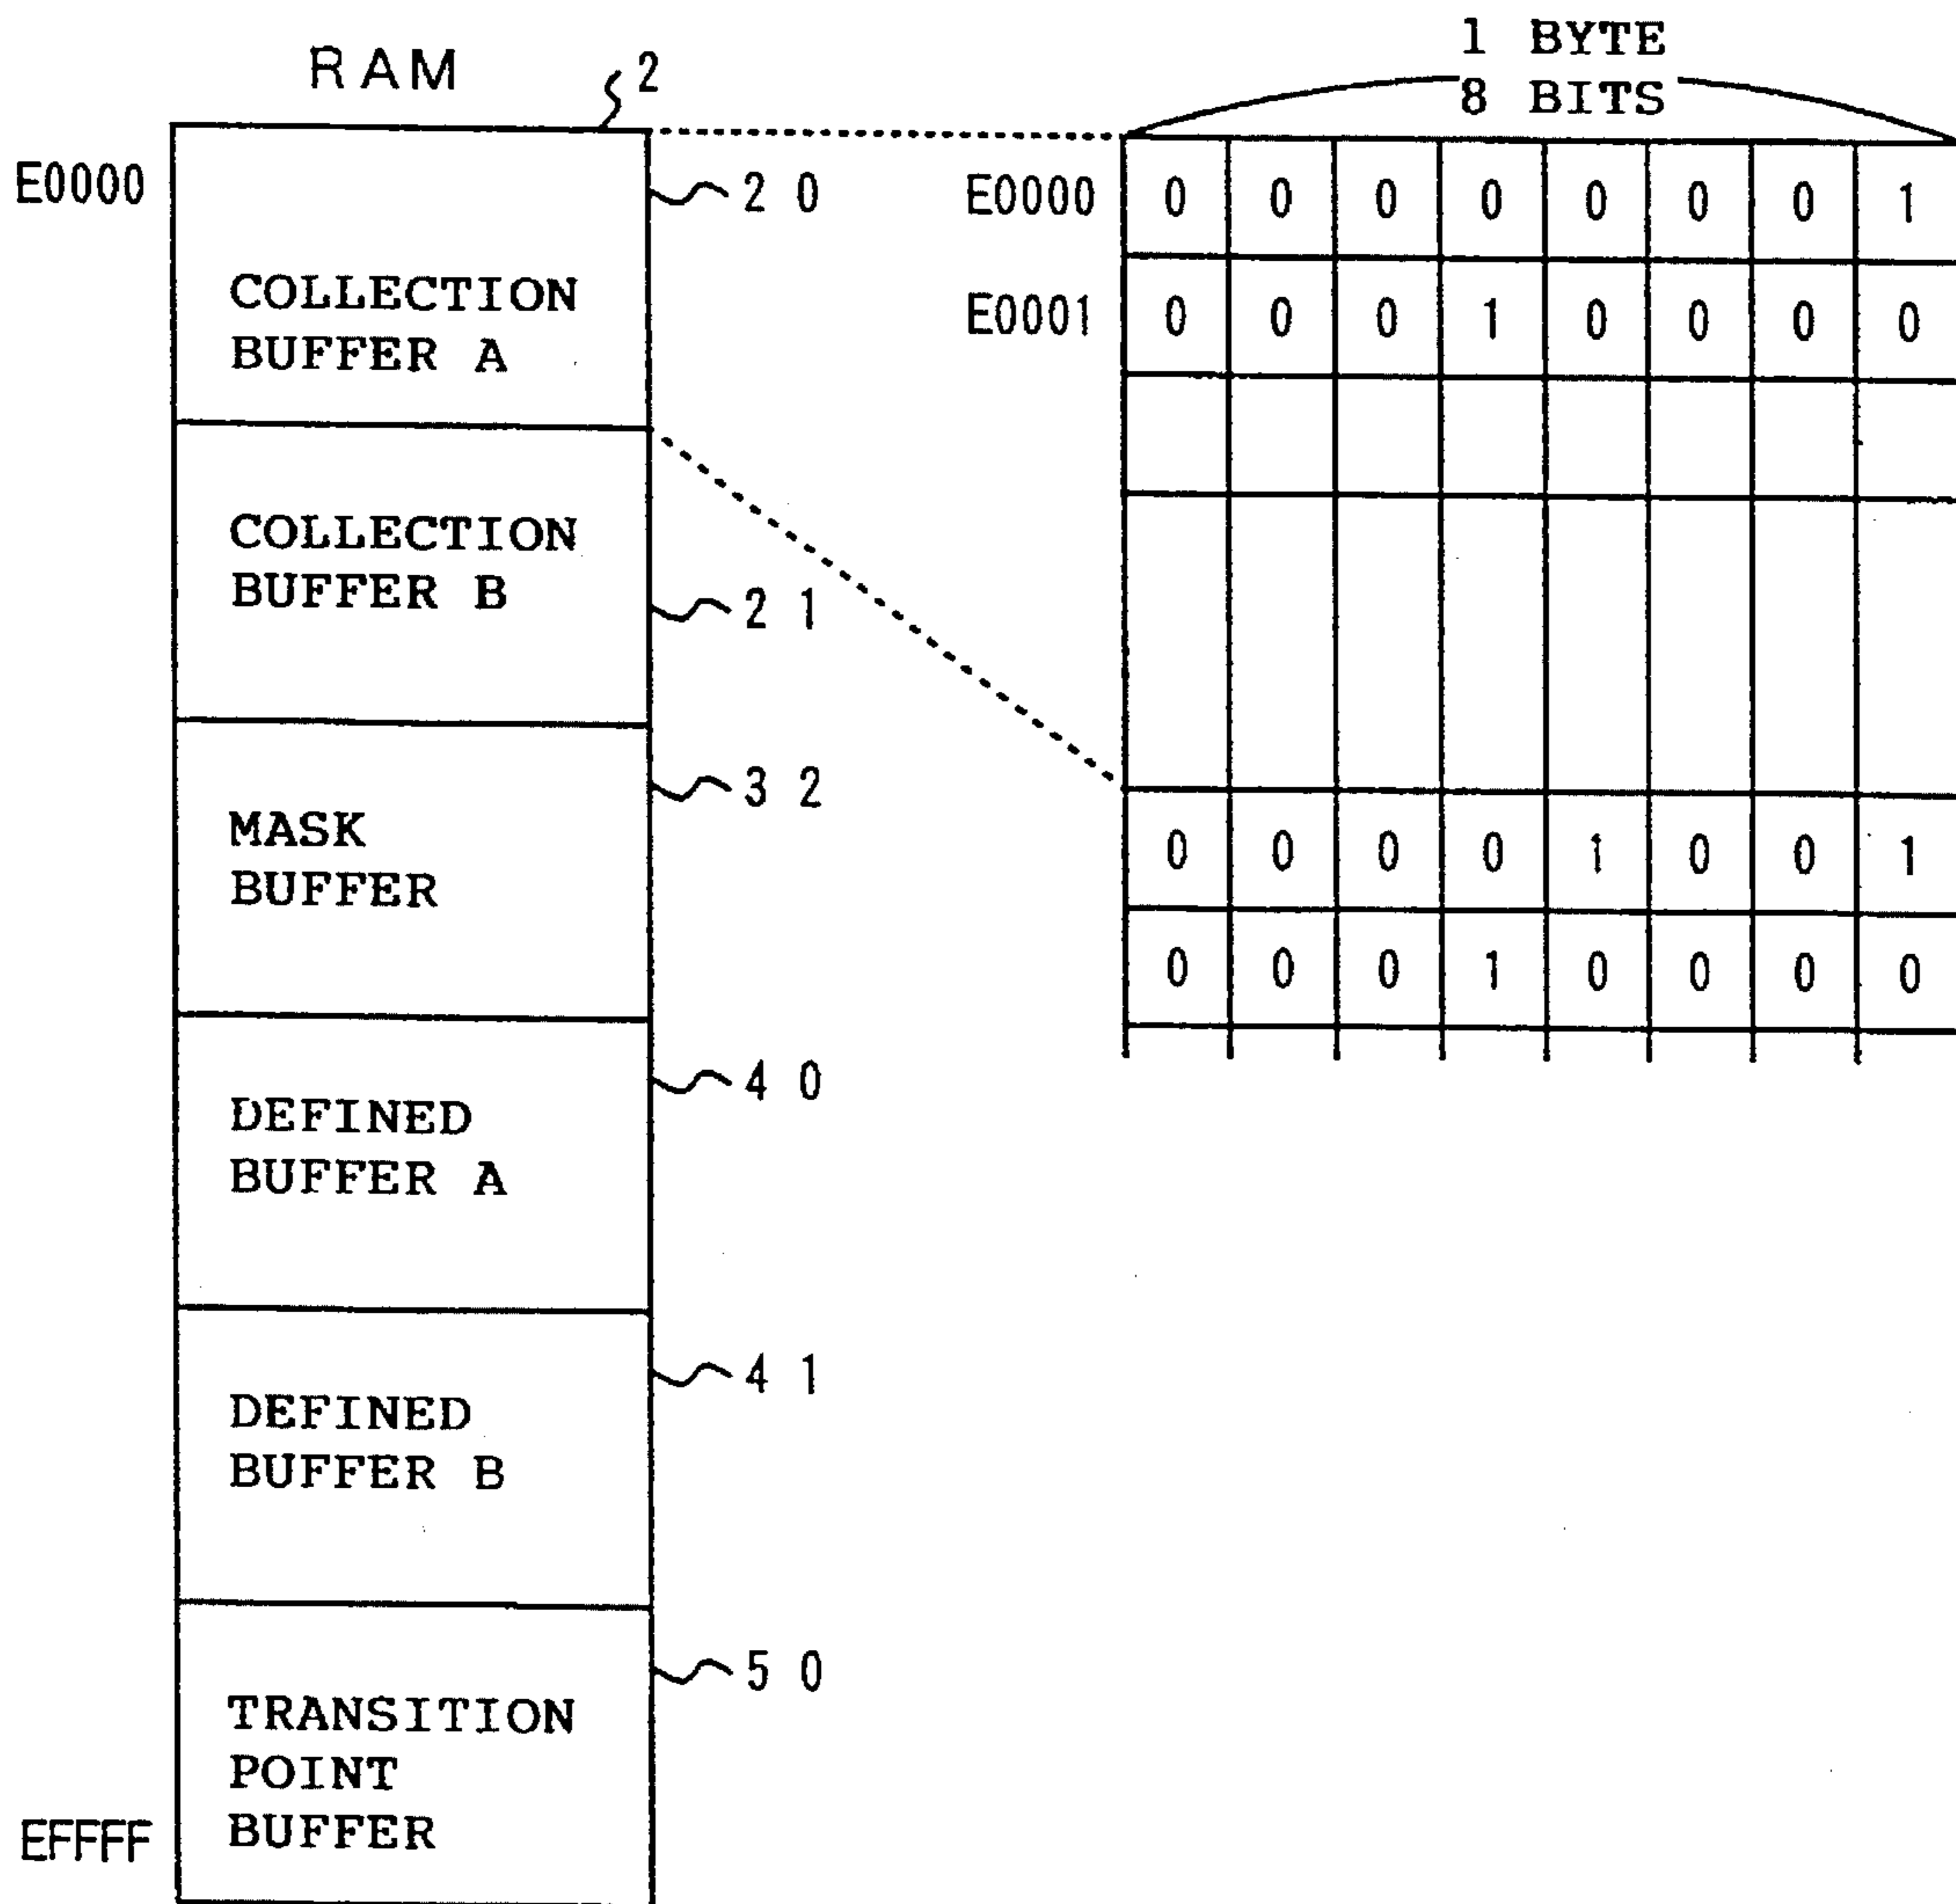 RAM
2
E0000
COLLECTION
BUFFER A
20
COLLECTION
BUFFER B
21
MASK
BUFFER
32
DEFINED
BUFFER A
40
DEFINED
BUFFER B
41
TRANSITION
POINT
BUFFER
50
EFFFF
1 BYTE
8 BITS
E0000 0 0 0 0 0 0 0 1
E0001 0 0 0 1 0 0 0 0
0 0 0 0 1 0 0 1
0 0 0 1 0 0 0 0